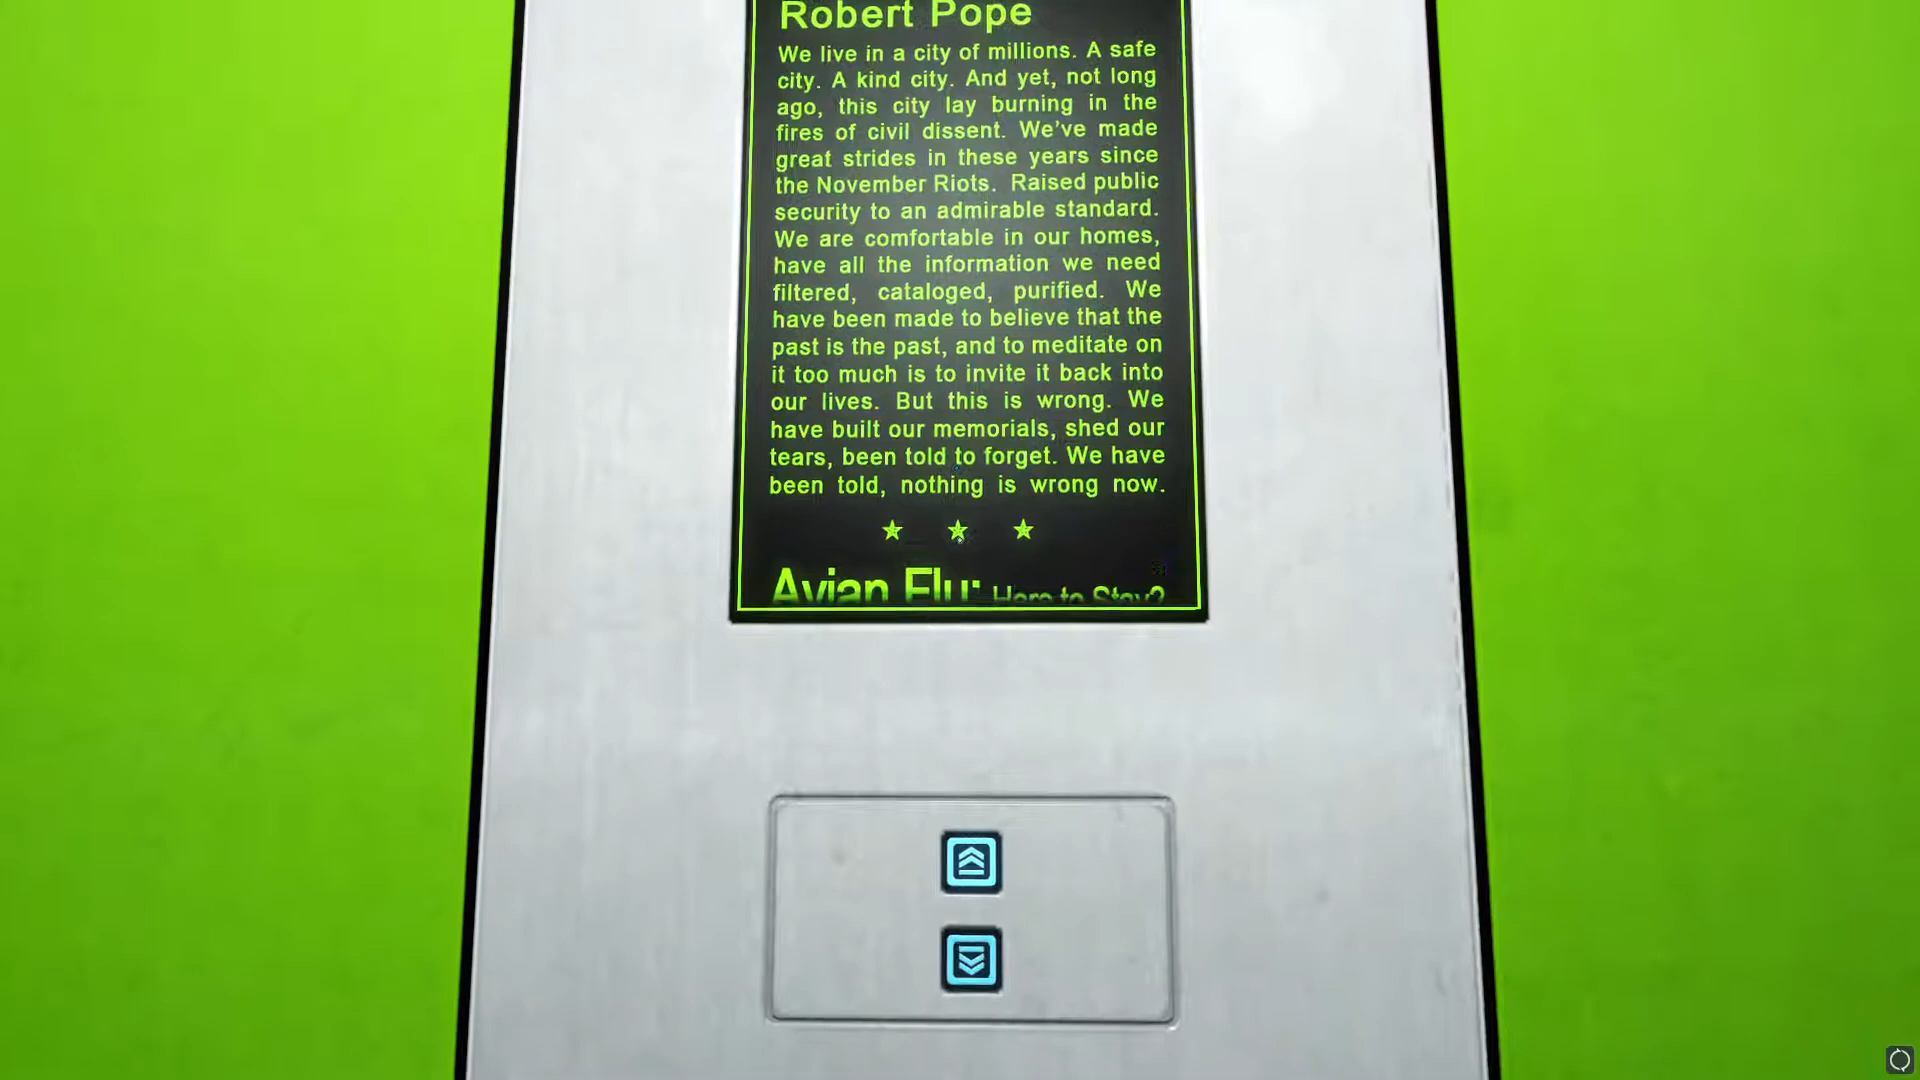 Robert Pope
We live in a city of millions. A safe
city. A kind city. And yet, not long
ago, this city lay burning in the
fires of civil dissent. We've made
great strides in these years since
the November Riots. Raised public
security to an admirable standard.
We are comfortable in our homes,
have all the information we need
filtered, cataloged, purified. We
have been made to believe that the
past is the past, and to meditate on
it too much is to invite it back into
our lives. But this is wrong. We
have built our memorials, shed our
tears, been told to forget. We have
been told, nothing is wrong now.
Avian Flu: Here to Stay?